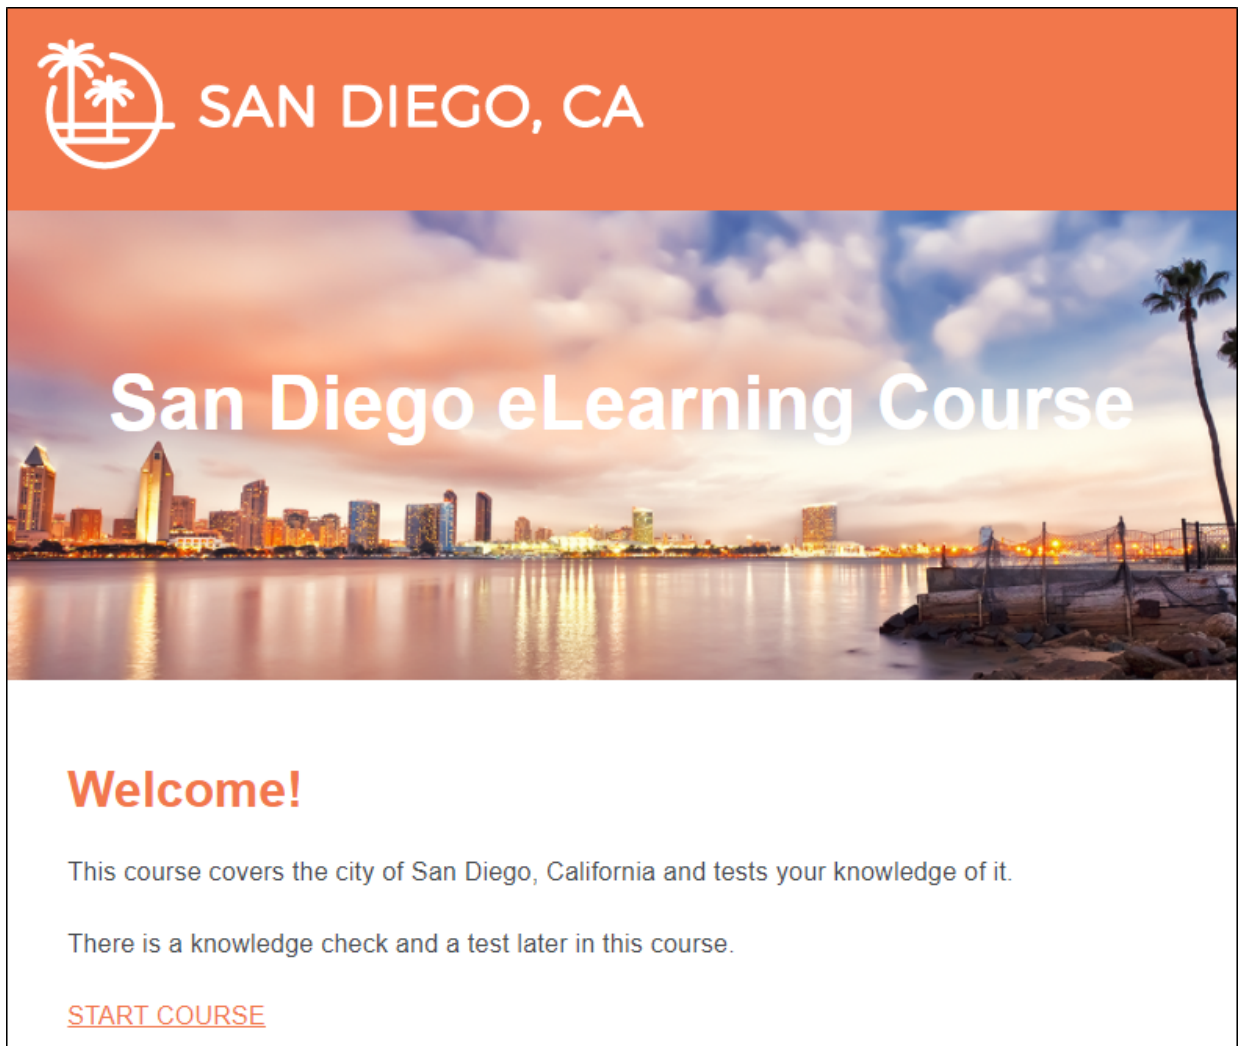 SAN DIEGO, CA
San Diego eLearning Course
Welcome!
This course covers the city of San Diego, California and tests your knowledge of it.
There is a knowledge check and a test later in this course.
START COURSE